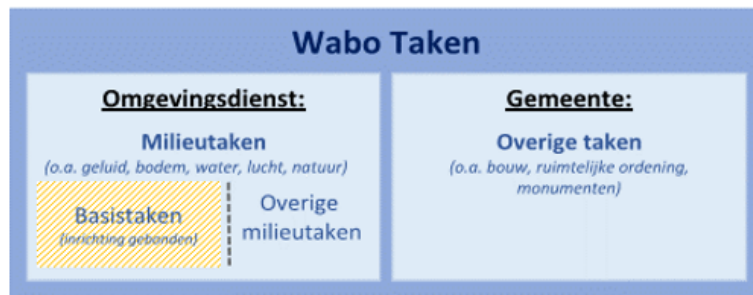 Wabo Taken
Omgevingsdienst:
Milieutaken
(o.a. geluid, bodem, water, lucht, natuur)
Basistaken
(inrichting gebonden)
Overige
milieutaken
Gemeente:
Overige taken
(o.a. bouw, ruimtelijke ordening,
monumenten)